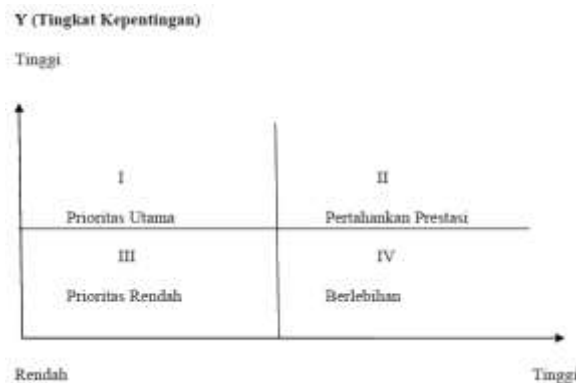 Y (Tingkat Kepentingan)
Tinggi
I
II
Prioritas Utama
Pertahankan Prestasi
III
IV
Prioritas Rendah
Berlebihan
Rendah
Tinggi